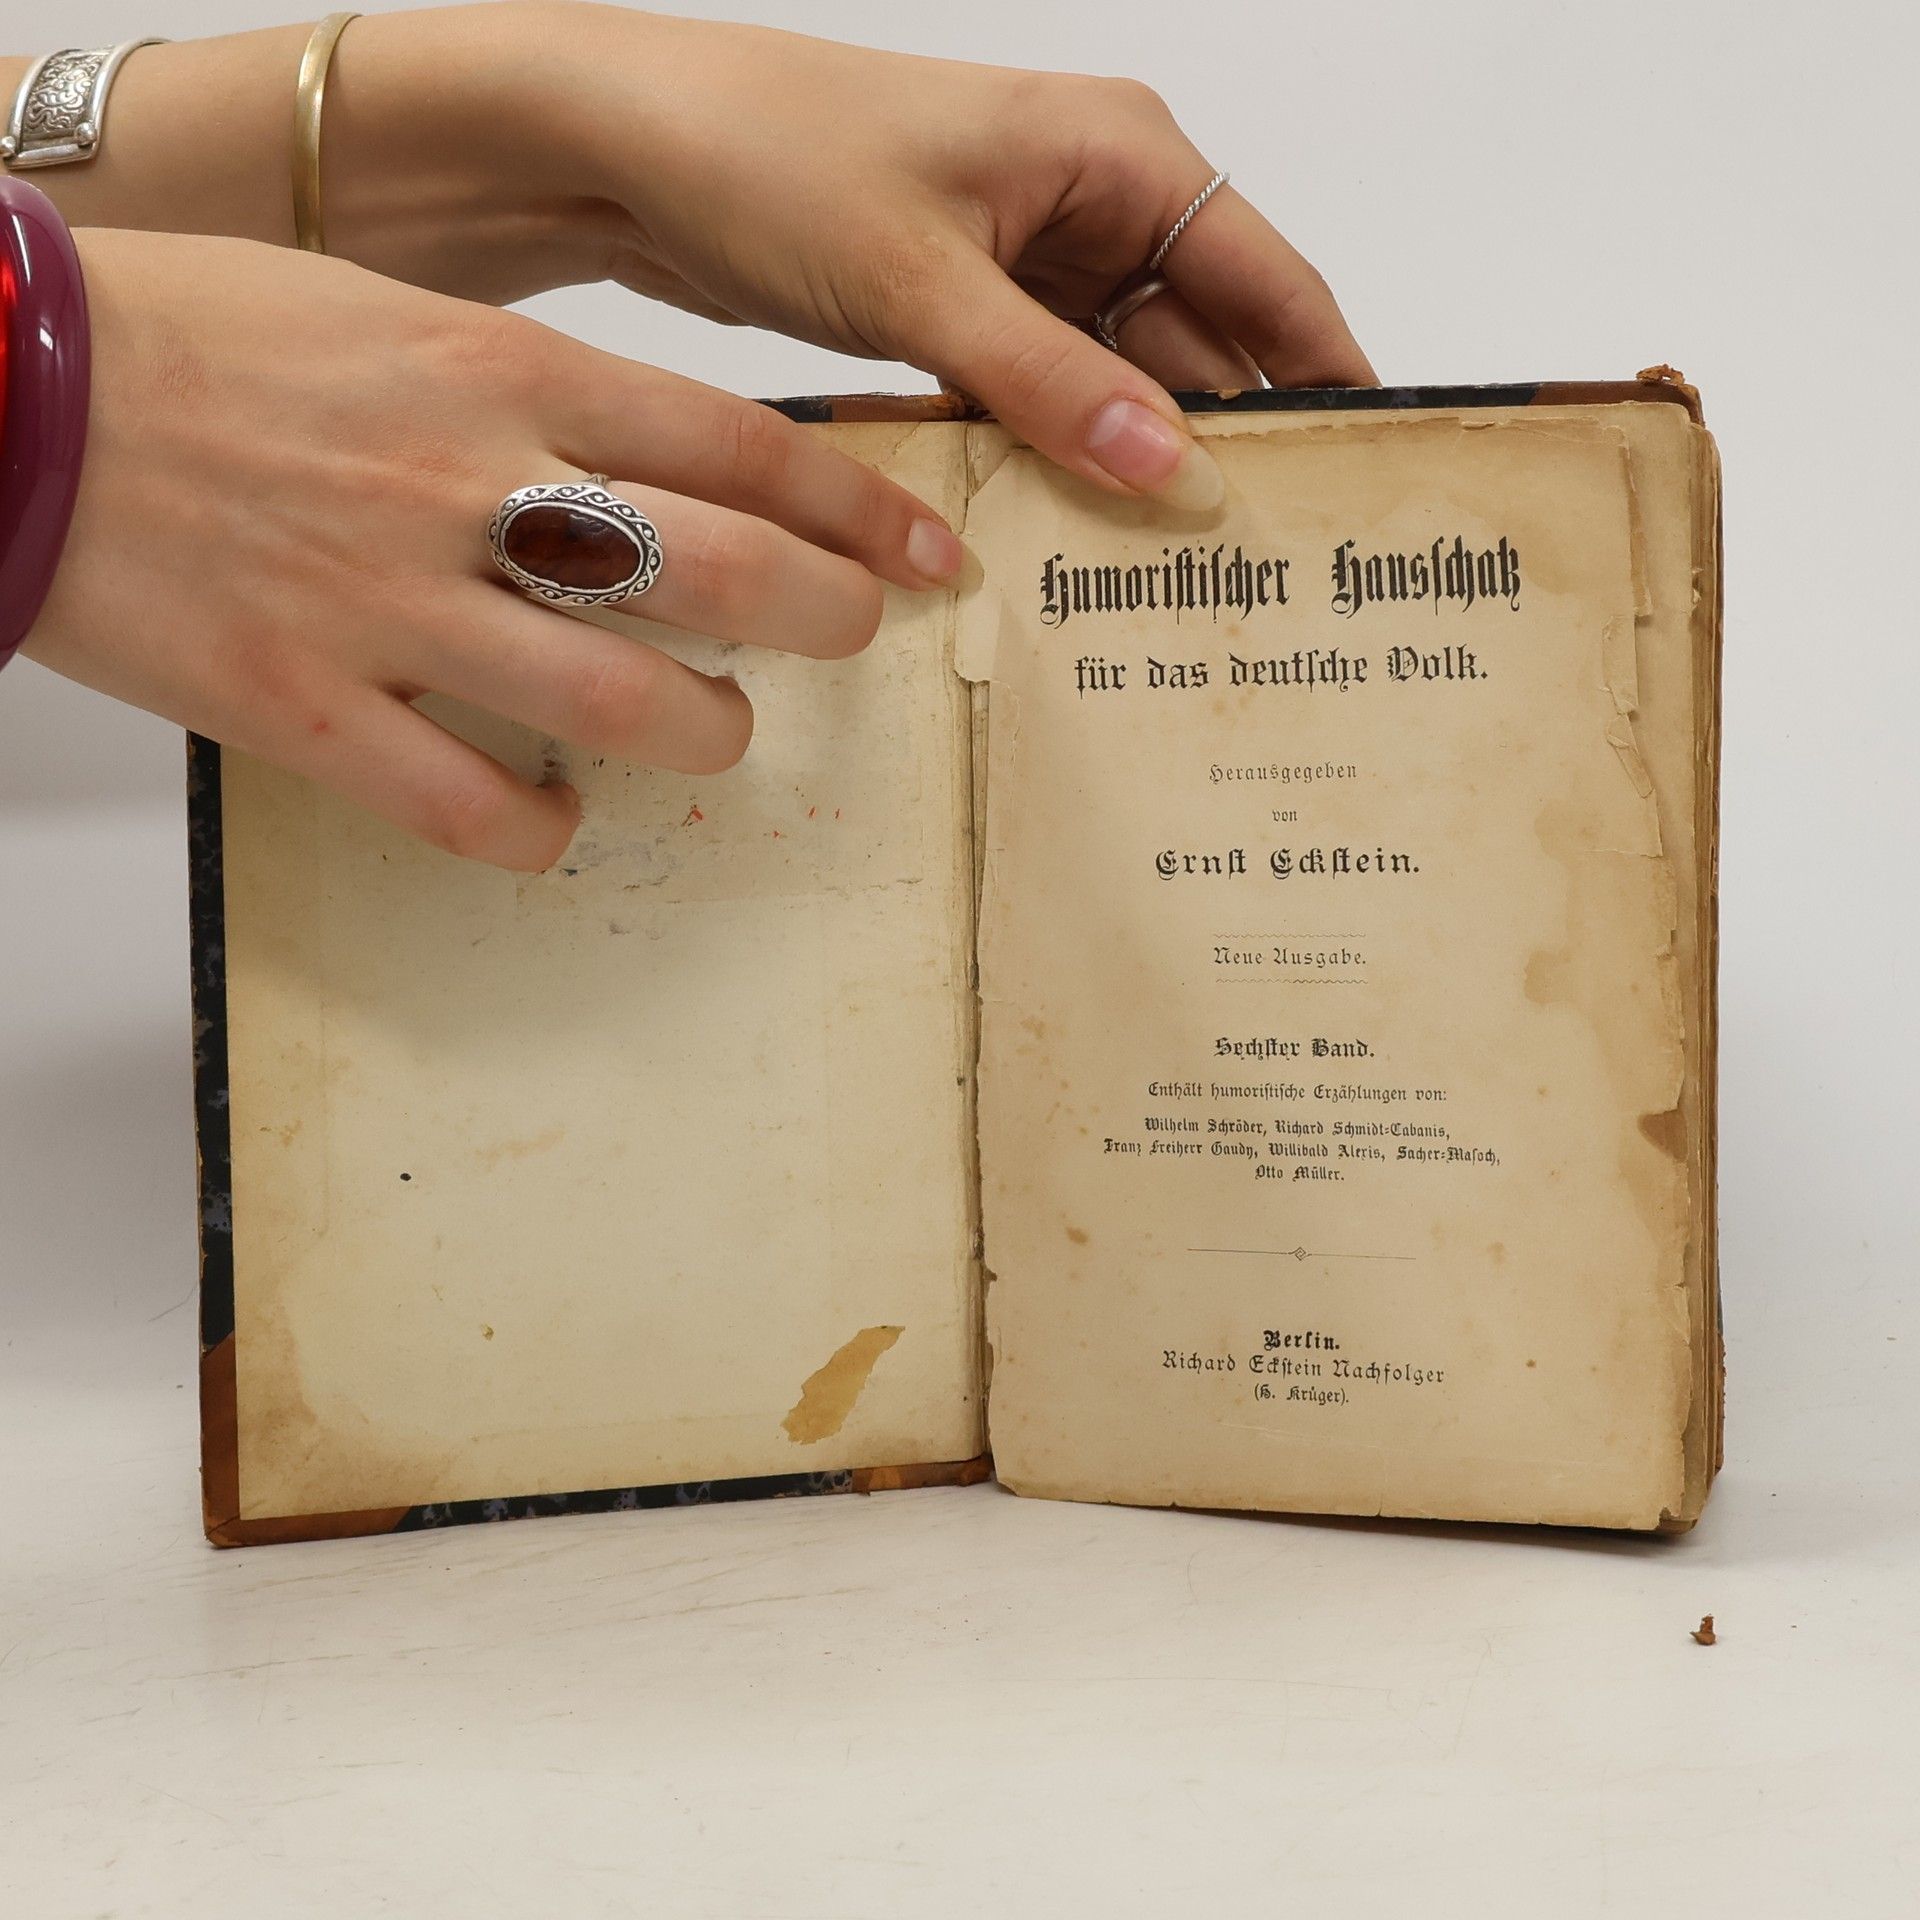 Humoriſtiſcher Hausſchatz
für das deutſche Volk.
Herausgegeben
von
Ernſt Eckſtein.
Neue Ausgabe.
Sechſter Band.
Enthält humoriſtiſche Erzählungen von:
Wilhelm Schröder, Richard Schmidt-Cabanis,
Franz Freiherr Gaudy, Willibald Alexis, Sacher-Maſoch,
Otto Müller.
Berlin.
Richard Eckſtein Nachfolger
(H. Krüger).